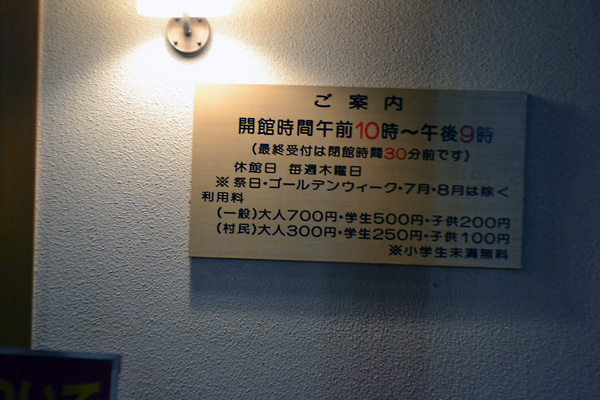 ご案内
開館時間午前10時〜午後9時
(最終受付は閉館時間30分前です)
休館日 毎週木曜日
※祭日・ゴールデンウィーク・7月・8月は除く
利用料
(一般)大人700円・学生500円・子供200円
(村民)大人300円・学生250円・子供100円
※小学生未満無料